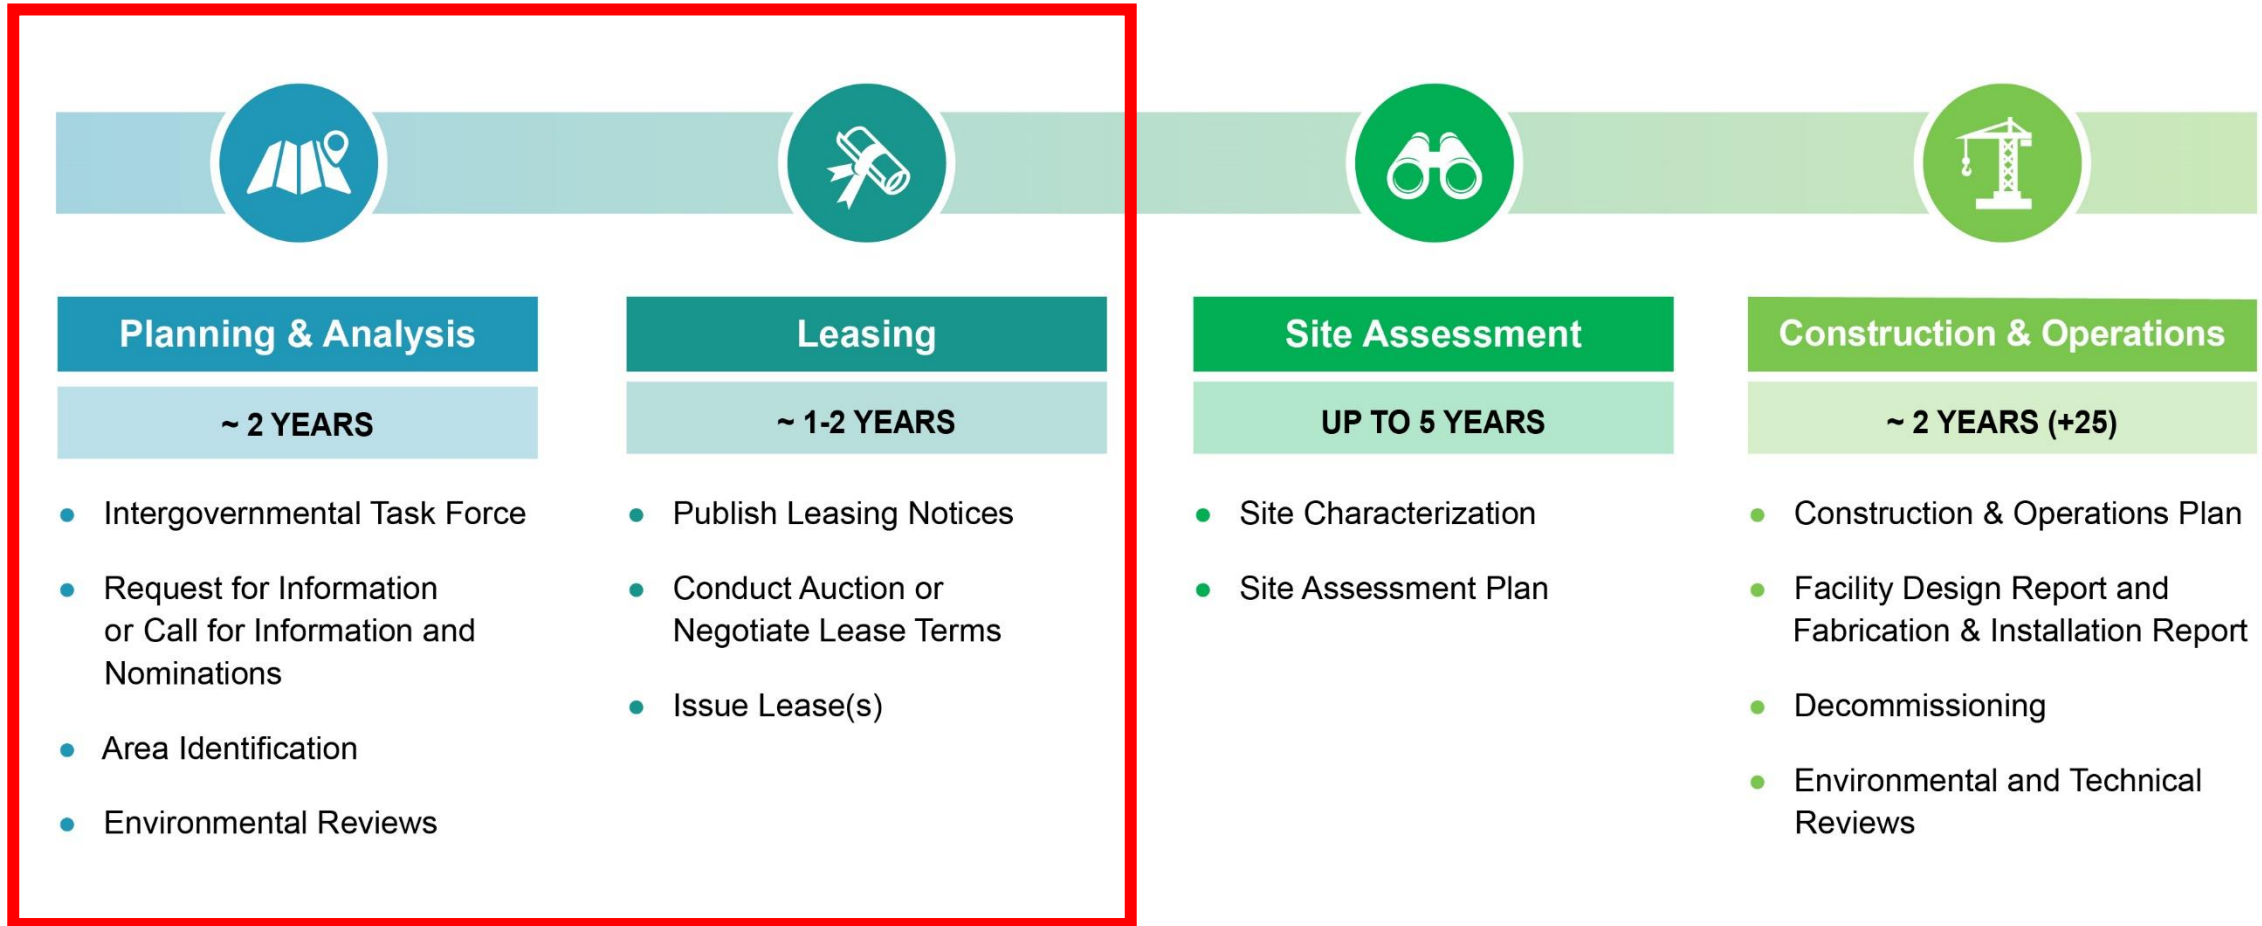 Planning & Analysis
~ 2 YEARS
Intergovernmental Task Force
Request for Information
or Call for Information and
Nominations
Area Identification
Environmental Reviews
Leasing
~ 1-2 YEARS
Publish Leasing Notices
Conduct Auction or
Negotiate Lease Terms
Issue Lease(s)
Site Assessment
UP TO 5 YEARS
Site Characterization
Site Assessment Plan
Construction & Operations
~ 2 YEARS (+25)
Construction & Operations Plan
Facility Design Report and
Fabrication & Installation Report
Decommissioning
Environmental and Technical
Reviews